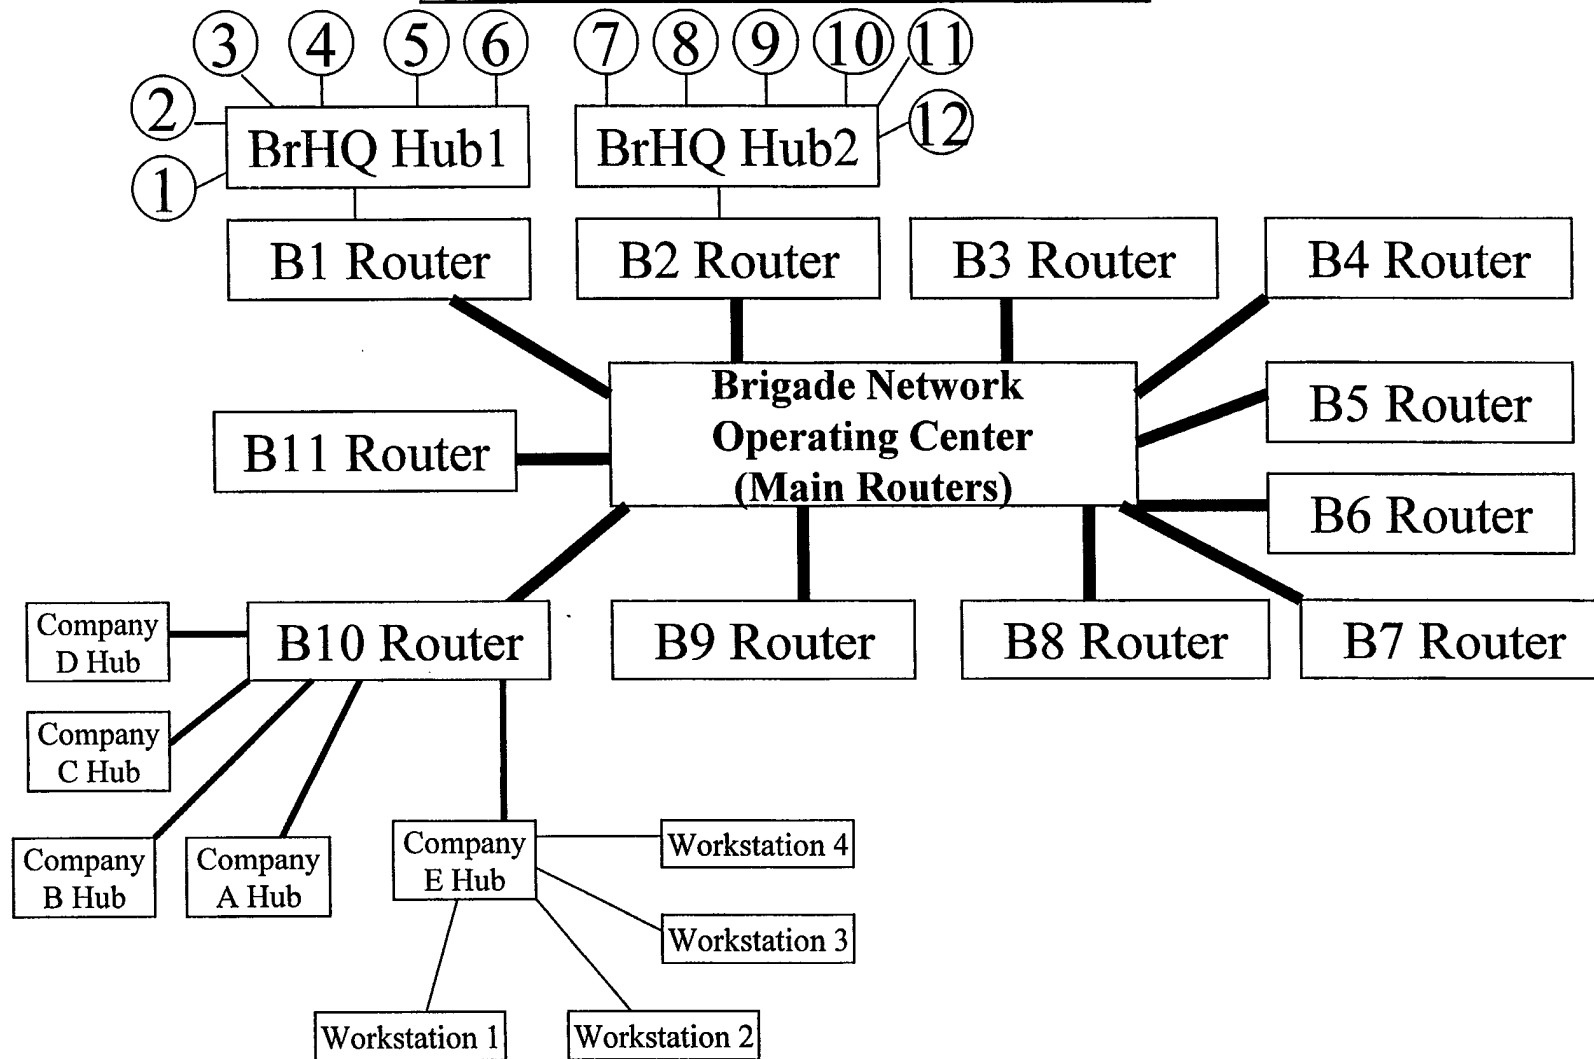 3
4
5
6
7
8
9
10
11
2
12
1
BrHQ Hub1
BrHQ Hub2
B1 Router
B2 Router
B3 Router
B4 Router
Brigade Network
Operating Center
(Main Routers)
B5 Router
B11 Router
B6 Router
Company
D Hub
B10 Router
B9 Router
B8 Router
B7 Router
Company
C Hub
Company
B Hub
Company
A Hub
Company
E Hub
Workstation 4
Workstation 3
Workstation 1
Workstation 2